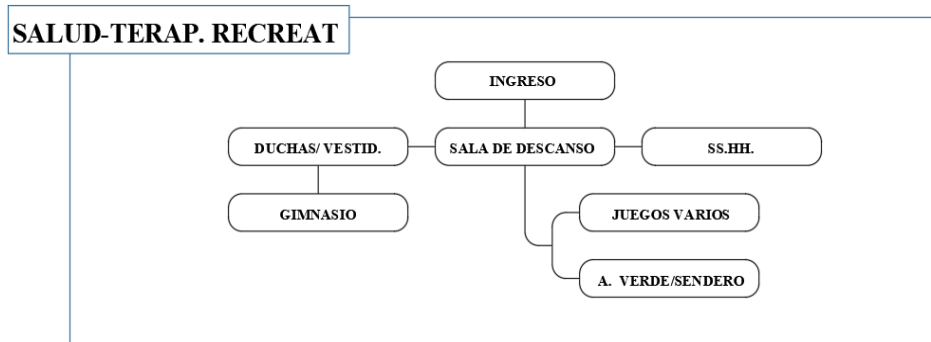 SALUD-TERAP. RECREAT
INGRESO
DUCHAS/ VESTID.
SALA DE DESCANSO
SS.HH.
GIMNASIO
JUEGOS VARIOS
A. VERDE/SENDERO